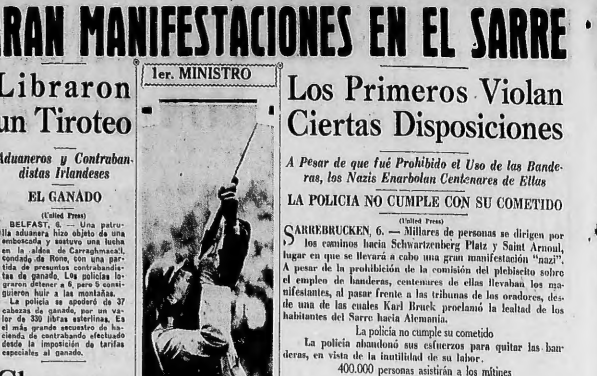 RAN MANIFESTACIONES EN EL SARRE
Libraron
un Tiroteo
Aduaneros y Contraban-
distas Irlandeses
EL GANADO
(United Press)
BELFAST, 6. — Una patru-
lla aduanera hizo objeto de una
emboscada y sostuvo una lucha
en la aldea de Carraghmacall,
condado de Rone, con una par-
tida de presuntos contrabandis-
tas de ganado. Los policías lo-
graron detener a 6, pero 5 consi-
guieron huir a las montañas.
La policía se apoderó de 37
cabezas de ganado, por un va-
lor de 330 libras esterlinas. Es
el más grande secuestro de ha-
cienda de contrabando efectuado
desde la imposición de tarifas
especiales al ganado.
1er. MINISTRO
Los Primeros Violan
Ciertas Disposiciones
A Pesar de que fué Prohibido el Uso de las Bande-
ras, los Nazis Enarbolan Centenares de Ellas
LA POLICIA NO CUMPLE CON SU COMETIDO
(United Press)
SARREBRUCKEN, 6. — Millares de personas se dirigen por
los caminos hacia Schwartzenberg Platz y Saint Arnoul,
lugar en que se llevará a cabo una gran manifestación "nazi".
A pesar de la prohibición de la comisión del plebiscito sobre
el empleo de banderas, centenares de ellas llevaban los ma-
nifestantes, al pasar frente a las tribunas de los oradores, des-
de una de las cuales Karl Bruck proclamó la lealtad de los
habitantes del Sarre hacia Alemania.
La policía no cumple su cometido
La policía abandonó sus esfuerzos para quitar las ban-
deras, en vista de la inutilidad de su labor.
400.000 personas asistirán a los mítines